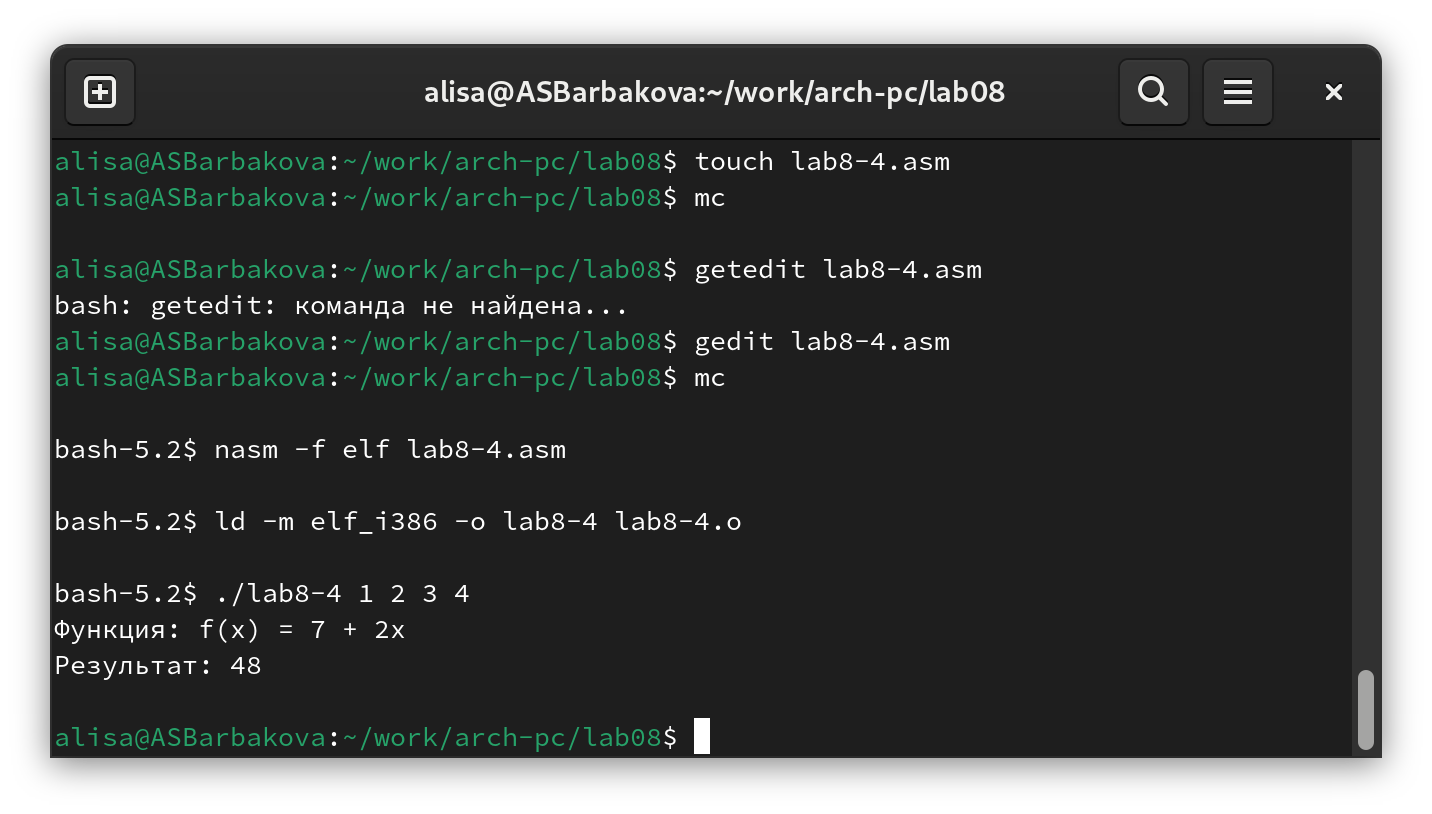 alisa@ASBarbakova:~/work/arch-pc/lab08
alisa@ASBarbakova:~/work/arch-pc/lab08$ touch lab8-4.asm
alisa@ASBarbakova:~/work/arch-pc/lab08$ mc
alisa@ASBarbakova:~/work/arch-pc/lab08$ getedit lab8-4.asm
bash: getedit: команда не найдена...
alisa@ASBarbakova:~/work/arch-pc/lab08$ gedit lab8-4.asm
alisa@ASBarbakova:~/work/arch-pc/lab08$ mc
bash-5.2$ nasm -f elf lab8-4.asm
bash-5.2$ ld -m elf_i386 -o lab8-4 lab8-4.o
bash-5.2$ ./lab8-4 1 2 3 4
Функция: f(x) = 7 + 2x
Результат: 48
alisa@ASBarbakova:~/work/arch-pc/lab08$